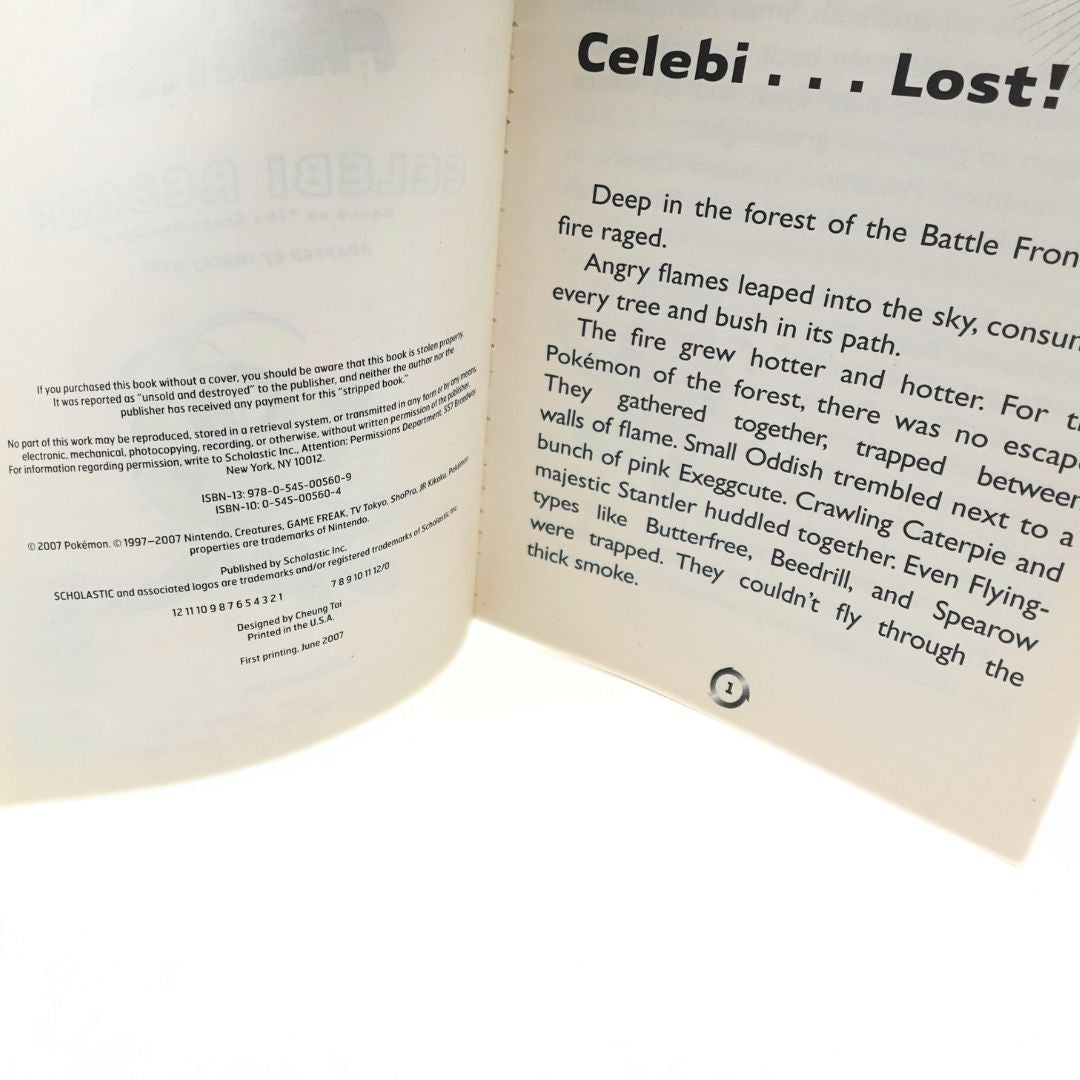 If you purchased this book without a cover, you should be aware that this book is stolen property.
It was reported as "unsold and destroyed" to the publisher, and neither the author nor the
publisher has received any payment for this "stripped book."
No part of this work may be reproduced, stored in a retrieval system, or transmitted in any form or by any means,
electronic, mechanical, photocopying, recording, or otherwise, without written permission of the publisher.
For information regarding permission, write to Scholastic Inc., Attention: Permissions Department, 557 Broadway
New York, NY 10012.
ISBN-13: 978-0-545-00560-9
ISBN-10: 0-545-00560-4
© 2007 Pokémon. © 1997–2007 Nintendo, Creatures, GAME FREAK, TV Tokyo, ShoPro, JR Kikaku. Pokémon
properties are trademarks of Nintendo.
Published by Scholastic Inc.
SCHOLASTIC and associated logos are trademarks and/or registered trademarks of Scholastic Inc.
12 11 10 9 8 7 6 5 4 3 2 1 7 8 9 10 11 12/0
Designed by Cheung Tai
Printed in the U.S.A.
First printing, June 2007
Celebi . . . Lost!
Deep in the forest of the Battle Fron
fire raged.
Angry flames leaped into the sky, consum
every tree and bush in its path.
The fire grew hotter and hotter. For t
Pokémon of the forest, there was no escape
They gathered together, trapped between
walls of flame. Small Oddish trembled next to a
bunch of pink Exeggcute. Crawling Caterpie and
majestic Stantler huddled together. Even Flying-
types like Butterfree, Beedrill, and Spearow
were trapped. They couldn't fly through the
thick smoke.
1